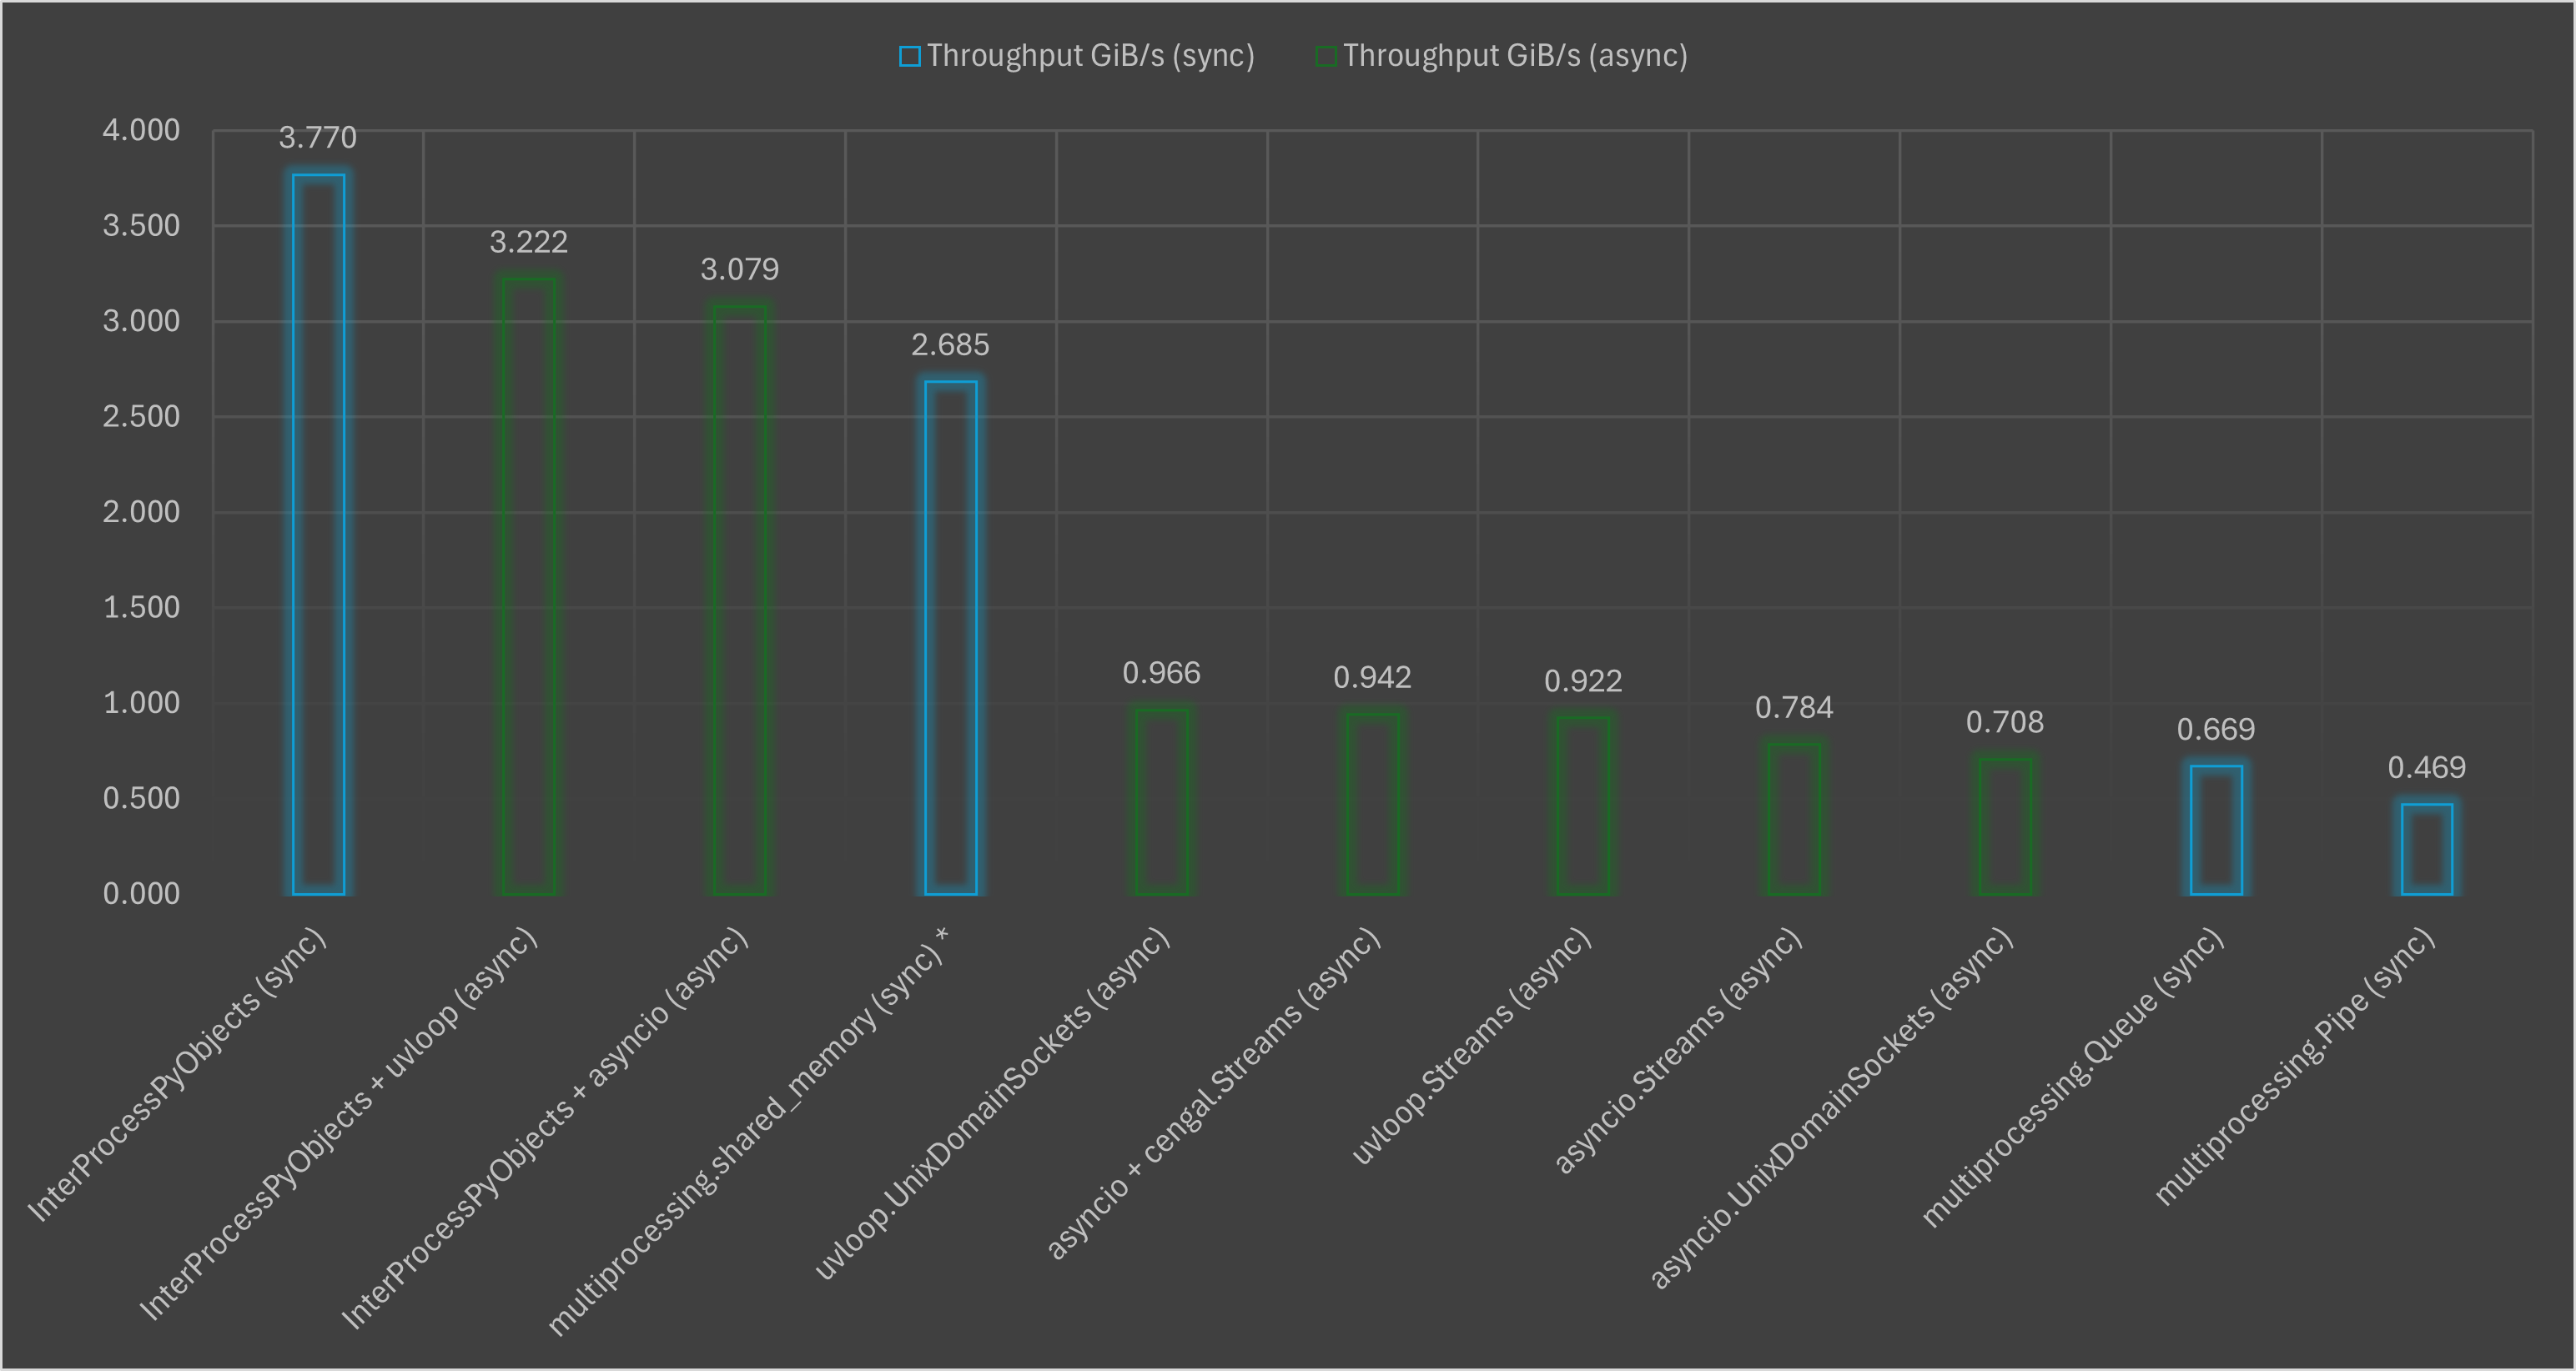 Throughput GiB/s (sync) Throughput GiB/s (async)
4.000
3.500
3.000
2.500
2.000
1.500
1.000
0.500
0.000
3.770
3.222
3.079
2.685
0.966
0.942
0.922
0.784
0.708
0.669
0.469
InterProcessPyObjects (sync)
InterProcessPyObjects + uvloop (async)
InterProcessPyObjects + asyncio (async)
multiprocessing.shared_memory (sync) *
uvloop.UnixDomainSockets (async)
asyncio + cengal.Streams (async)
uvloop.Streams (async)
asyncio.Streams (async)
asyncio.UnixDomainSockets (async)
multiprocessing.Queue (sync)
multiprocessing.Pipe (sync)